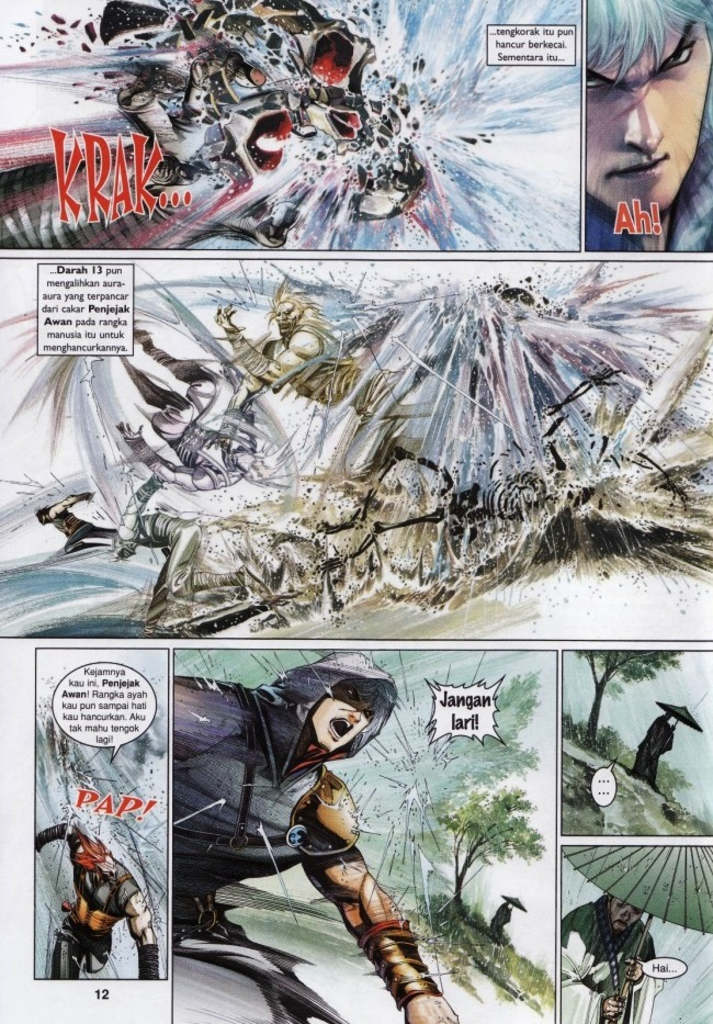 ...tengkorak itu pun
hancur berkecai.
Sementara itu...
KRAK...
Ah!
...Darah 13 pun
mengalihkan aura-
aura yang terpancar
dari cakar Penjejak
Awan pada rangka
manusia itu untuk
menghancurkannya.
Kejamnya
kau ini, Penjejak
Awan! Rangka ayah
kau pun sampai hati
kau hancurkan. Aku
tak mahu tengok
lagi!
PAP!
Jangan
lari!
...
...
Hai...
12